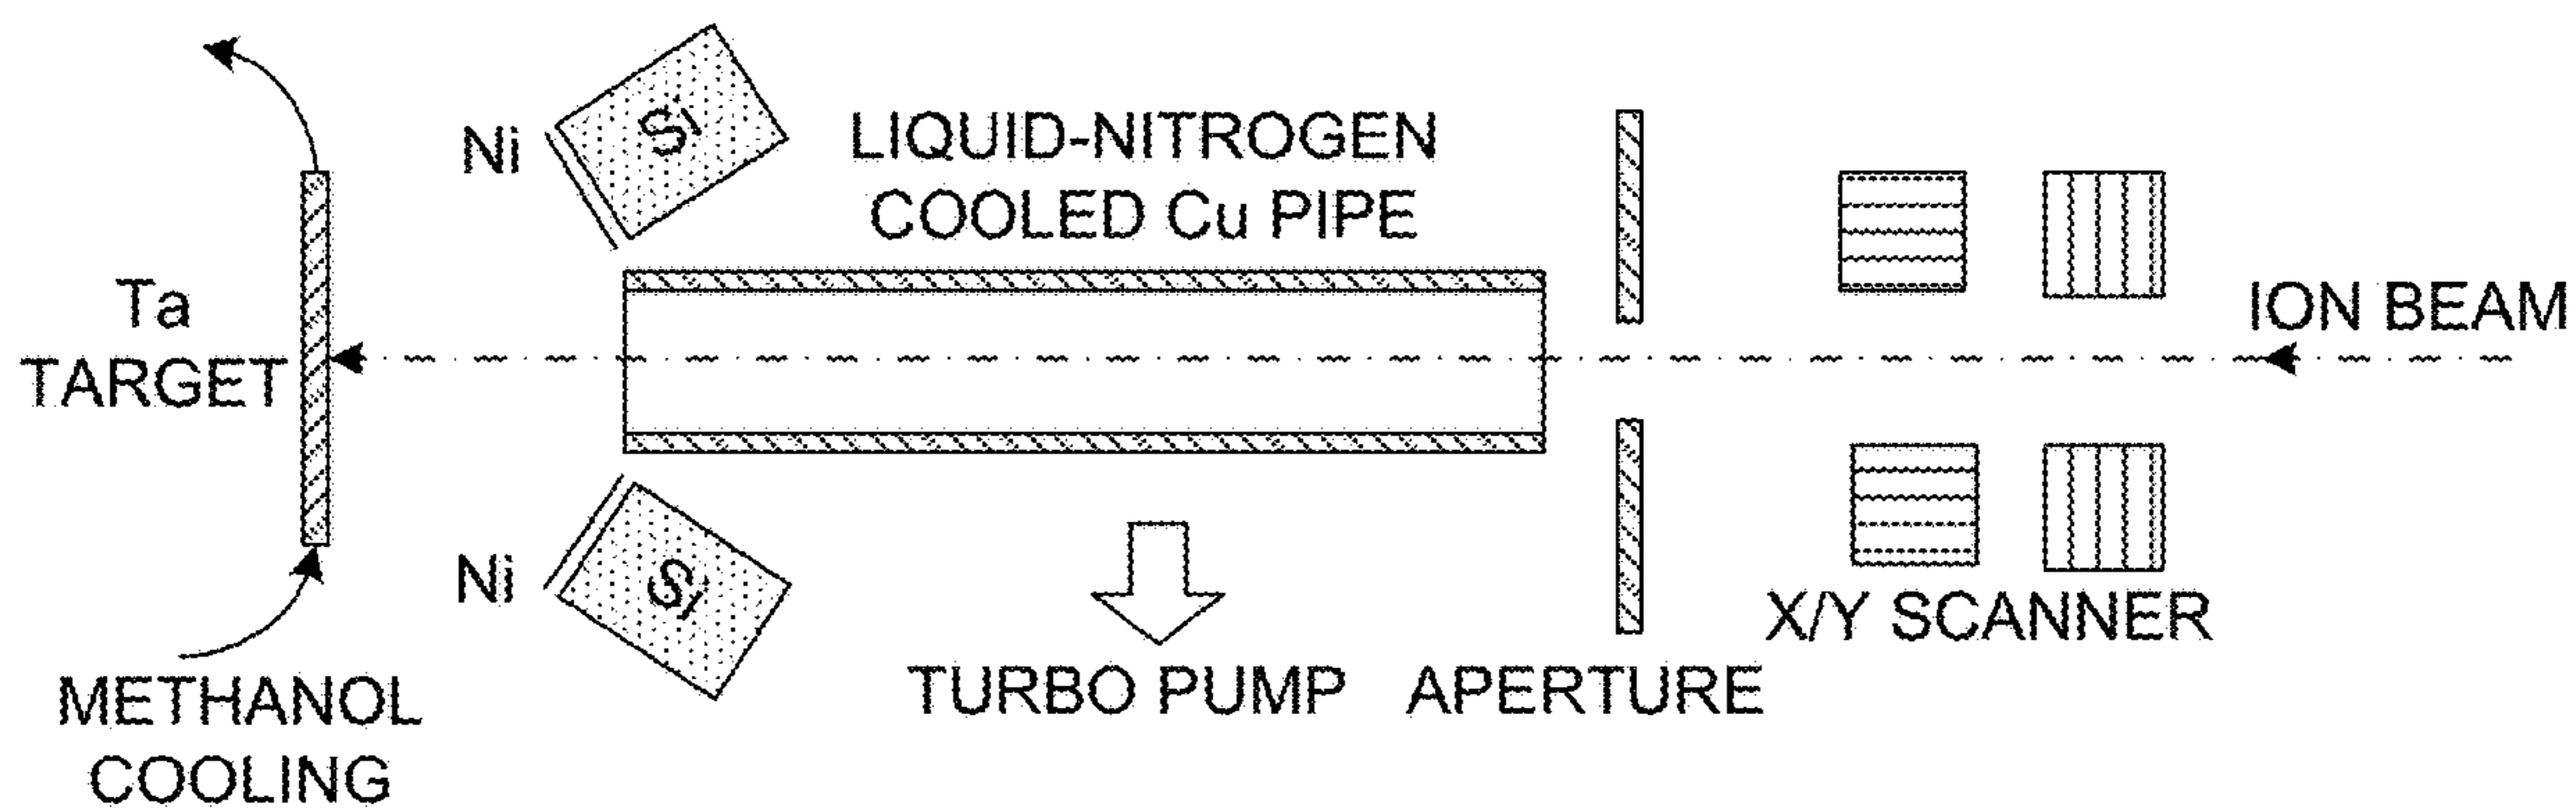 Si
Ni
LIQUID-NITROGEN
COOLED Cu PIPE
Ta
TARGET
ION BEAM
Ni
Si
X/Y SCANNER
METHANOL
COOLING
TURBO PUMP
APERTURE